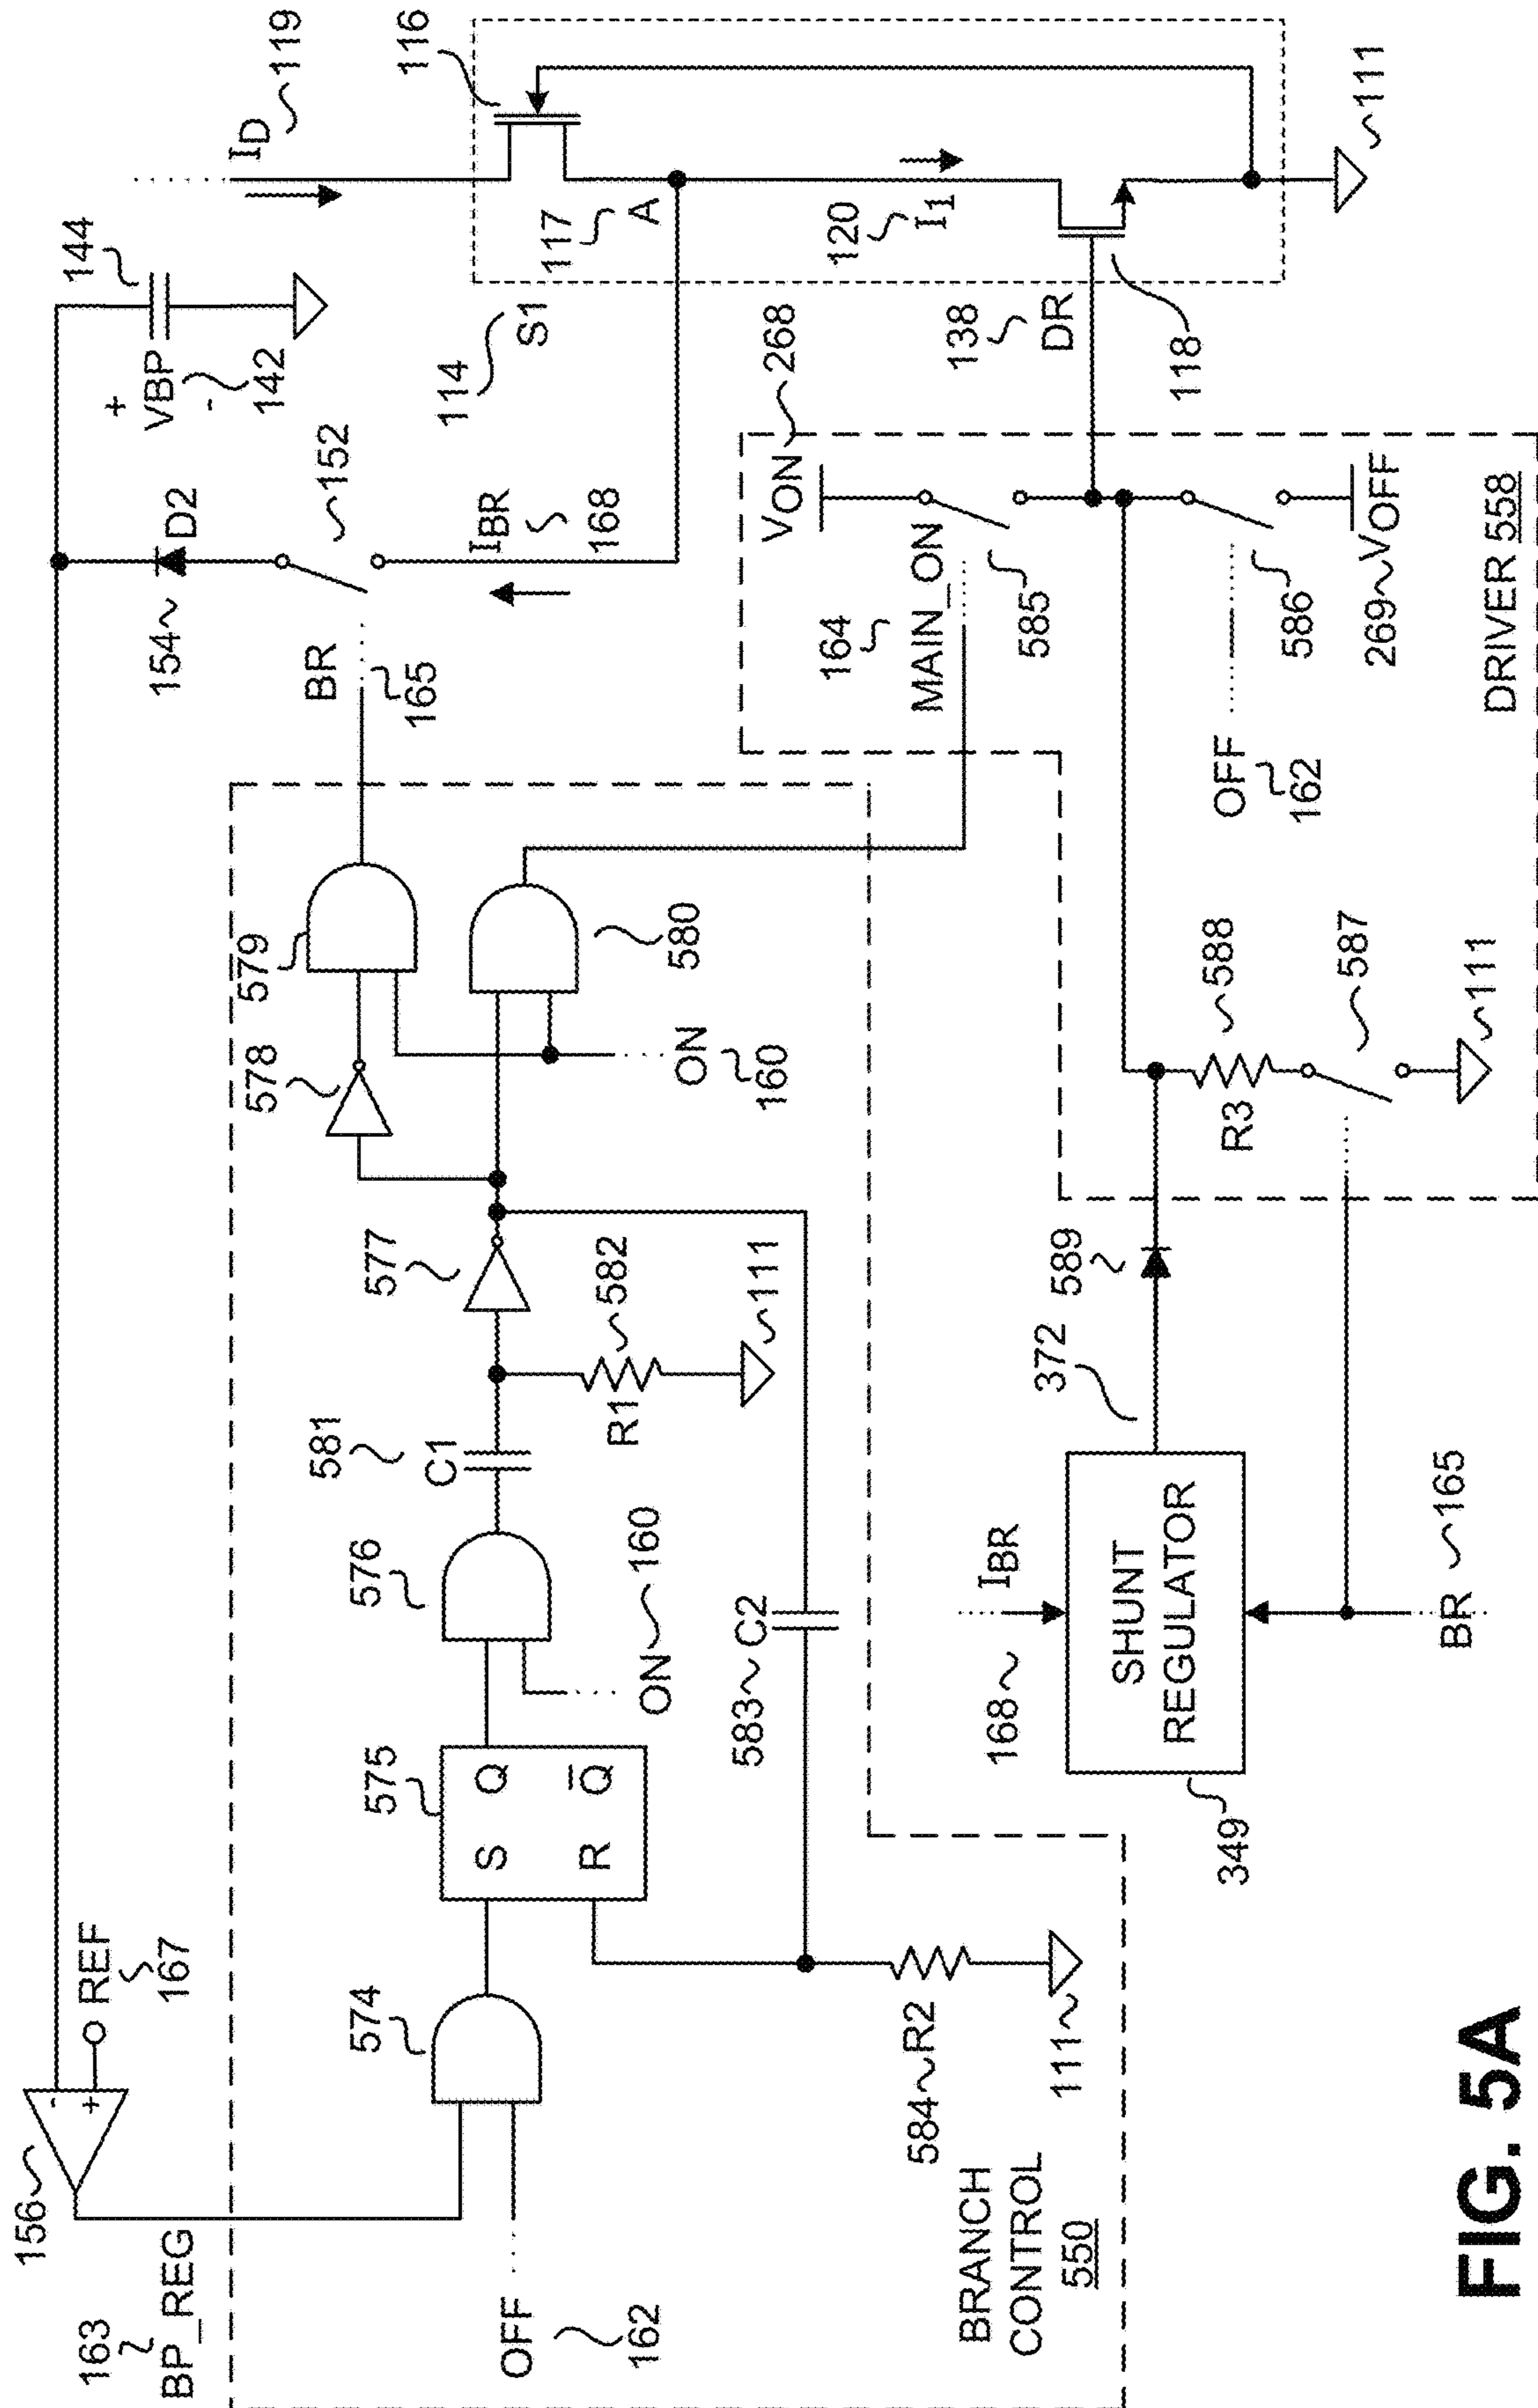 163
BP_REG
156
-
+
REF
167
OFF
162
574
575
S Q
R Q̅
576
ON
160
581
C1
R1
582
111
577
578
579
580
ON
160
583
C2
584
R2
111
BRANCH
CONTROL
550
BR
165
152
154
D2
+
VBP
-
142
144
IBR
168
ID
119
116
117
A
114
S1
120
I1
118
111
138
DR
VON
268
164
MAIN_ON
585
OFF
162
586
269
VOFF
DRIVER 558
588
R3
587
111
589
372
168
IBR
SHUNT
REGULATOR
349
BR
165
FIG. 5A